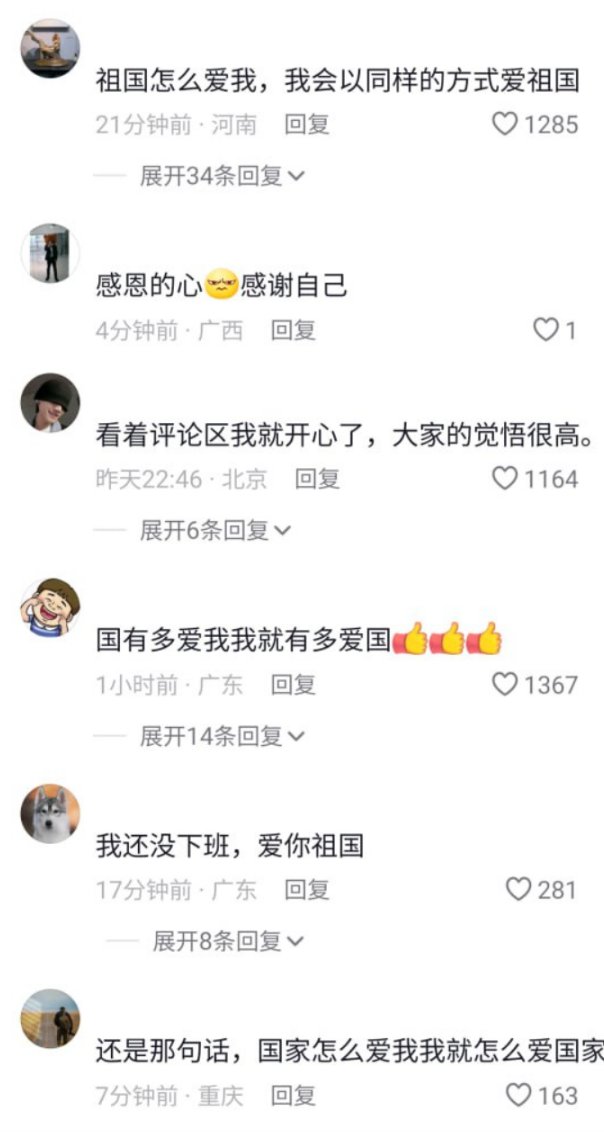 祖国怎么爱我，我会以同样的方式爱祖国
21分钟前 · 河南 回复 1285
展开34条回复
感恩的心感谢自己
4分钟前 · 广西 回复 1
看着评论区我就开心了，大家的觉悟很高。
昨天22:46 · 北京 回复 1164
展开6条回复
国有多爱我我就有多爱国
1小时前 · 广东 回复 1367
展开14条回复
我还没下班，爱你祖国
17分钟前 · 广东 回复 281
展开8条回复
还是那句话，国家怎么爱我我就怎么爱国家
7分钟前 · 重庆 回复 163